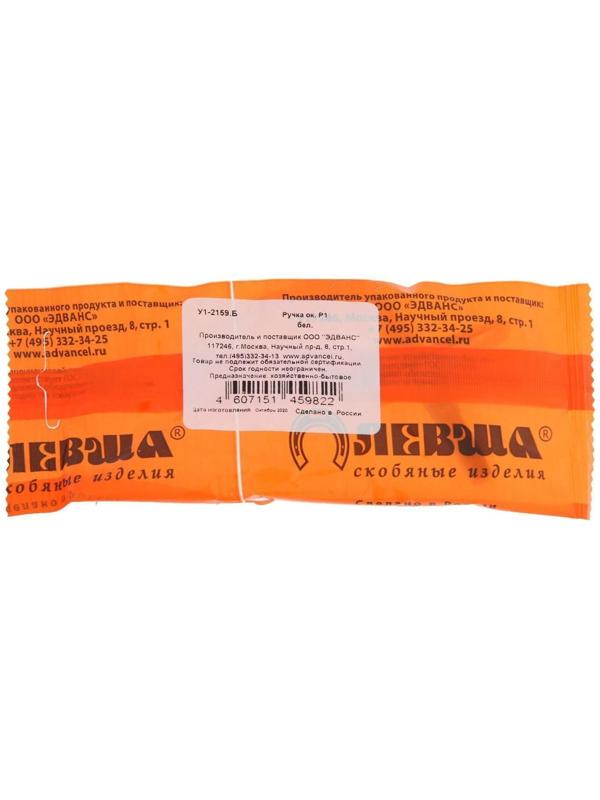 упакованного продукта и поставщик:
ООО «ЭДВАНС»
Научный проезд, 8, стр. 1
+7 (495) 332-34-25
www.advancel.ru
Производитель упакованного продукта и поставщик:
«ЭДВАНС»
Москва, Научный проезд, 8, стр. 1
(495) 332-34-25
www.advancel.ru
У1-2159.Б Ручка ок. Р1
бел.
Производитель и поставщик ООО "ЭДВАНС"
117246, г.Москва, Научный пр-д, 8, стр.1,
тел.(495)332-34-13 www.advancel.ru,
Товар не подлежит обязательной сертификации
Срок годности неограничен.
Предназначение: хозяйственно-бытовое
4 607151 459822
Дата изготовления: Октябрь 2020 Сделано в России
ЛЕВША®
скобяные изделия
ЛЕВША®
скобяные изделия
Сделано в России